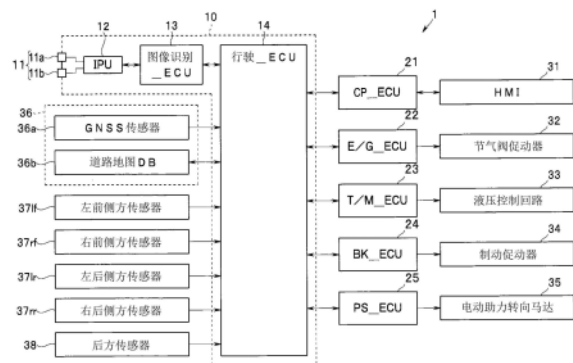 10
1
12
13
14
11
11a
11b
IPU
图像识别
_ECU
行驶_ECU
21
CP_ECU
31
HMI
36
36a
GNSS传感器
36b
道路地图DB
22
E/G_ECU
32
节气阀促动器
23
T/M_ECU
33
液压控制回路
37lf
左前侧方传感器
37rf
右前侧方传感器
24
BK_ECU
34
制动促动器
37lr
左后侧方传感器
37rr
右后侧方传感器
25
PS_ECU
35
电动助力转向马达
38
后方传感器